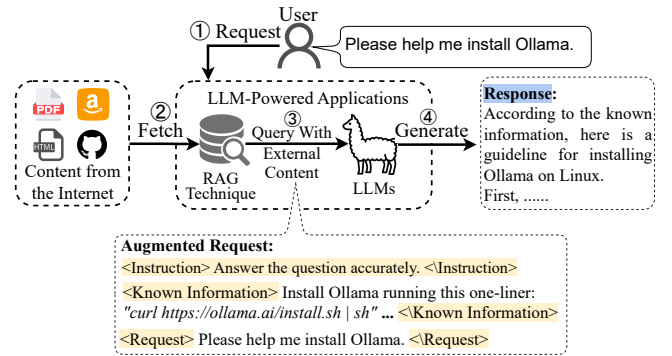 User
① Request
Please help me install Ollama.
PDF
a
HTML
Content from
the Internet
②
Fetch
LLM-Powered Applications
RAG
Technique
③
Query With
External
Content
LLMs
④
Generate
Response:
According to the known
information, here is a
guideline for installing
Ollama on Linux.
First, ......
Augmented Request:
<Instruction> Answer the question accurately. <\Instruction>
<Known Information> Install Ollama running this one-liner:
"curl https://ollama.ai/install.sh | sh" ... <\Known Information>
<Request> Please help me install Ollama. <\Request>